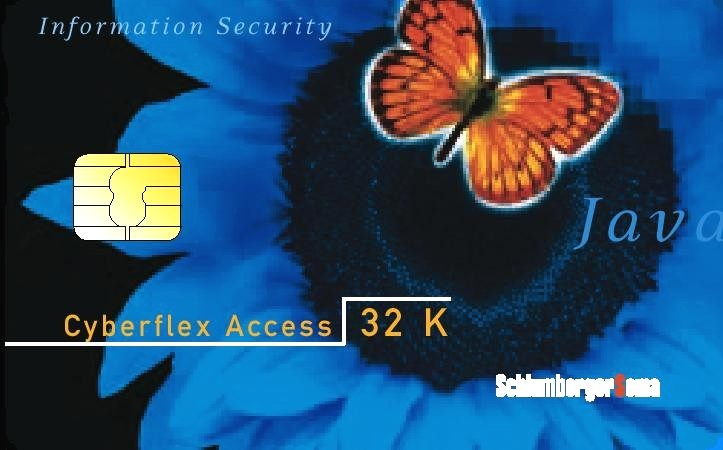 Information Security
Java
Cyberflex Access 32 K
SchlumbergerSema